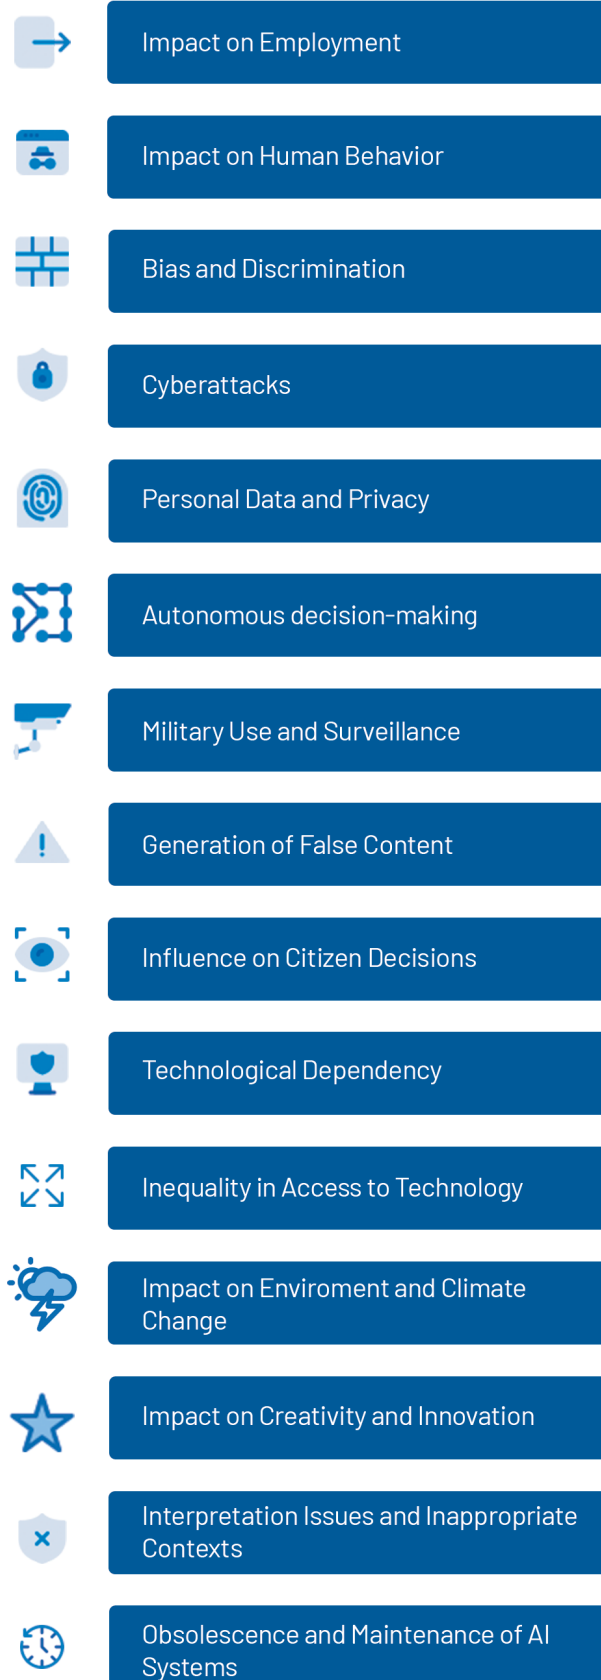 Impact on Employment
Impact on Human Behavior
Bias and Discrimination
Cyberattacks
Personal Data and Privacy
Autonomous decision-making
Military Use and Surveillance
Generation of False Content
Influence on Citizen Decisions
Technological Dependency
Inequality in Access to Technology
Impact on Enviroment and Climate
Change
Impact on Creativity and Innovation
Interpretation Issues and Inappropriate
Contexts
Obsolescence and Maintenance of AI
Systems